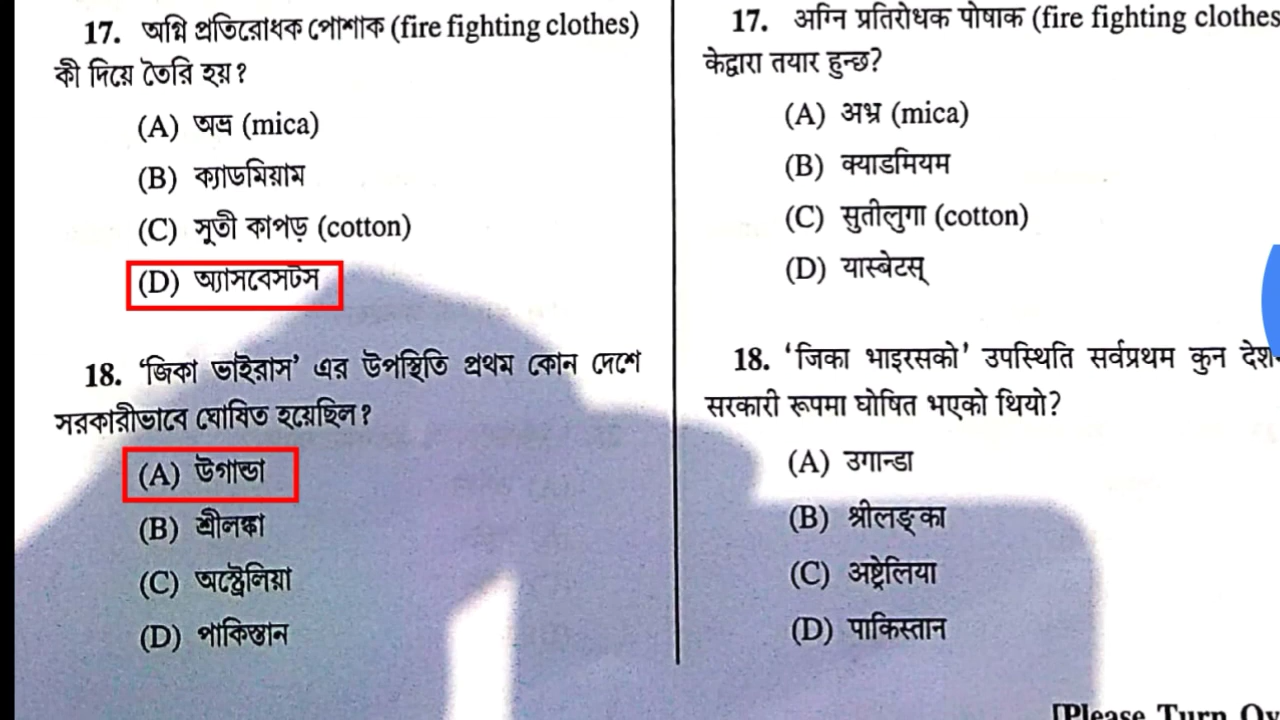 17. অগ্নি প্রতিরোধক পোশাক (fire fighting clothes)
কী দিয়ে তৈরি হয়?
(A) অভ্র (mica)
(B) ক্যাডমিয়াম
(C) সুতী কাপড় (cotton)
(D) অ্যাসবেসটস
18. ‘জিকা ভাইরাস’ এর উপস্থিতি প্রথম কোন দেশে
সরকারীভাবে ঘোষিত হয়েছিল?
(A) উগান্ডা
(B) শ্রীলঙ্কা
(C) অস্ট্রেলিয়া
(D) পাকিস্তান
17. अग्नि प्रतिरोधक पोषाक (fire fighting clothes
केद्वारा तयार हुन्छ?
(A) अभ्र (mica)
(B) क्याडमियम
(C) सुतीलुगा (cotton)
(D) यास्बेटस्
18. ‘जिका भाइरसको’ उपस्थिति सर्वप्रथम कुन देश
सरकारी रूपमा घोषित भएको थियो?
(A) उगान्डा
(B) श्रीलङ्का
(C) अष्ट्रेलिया
(D) पाकिस्तान
[Please Turn Ov